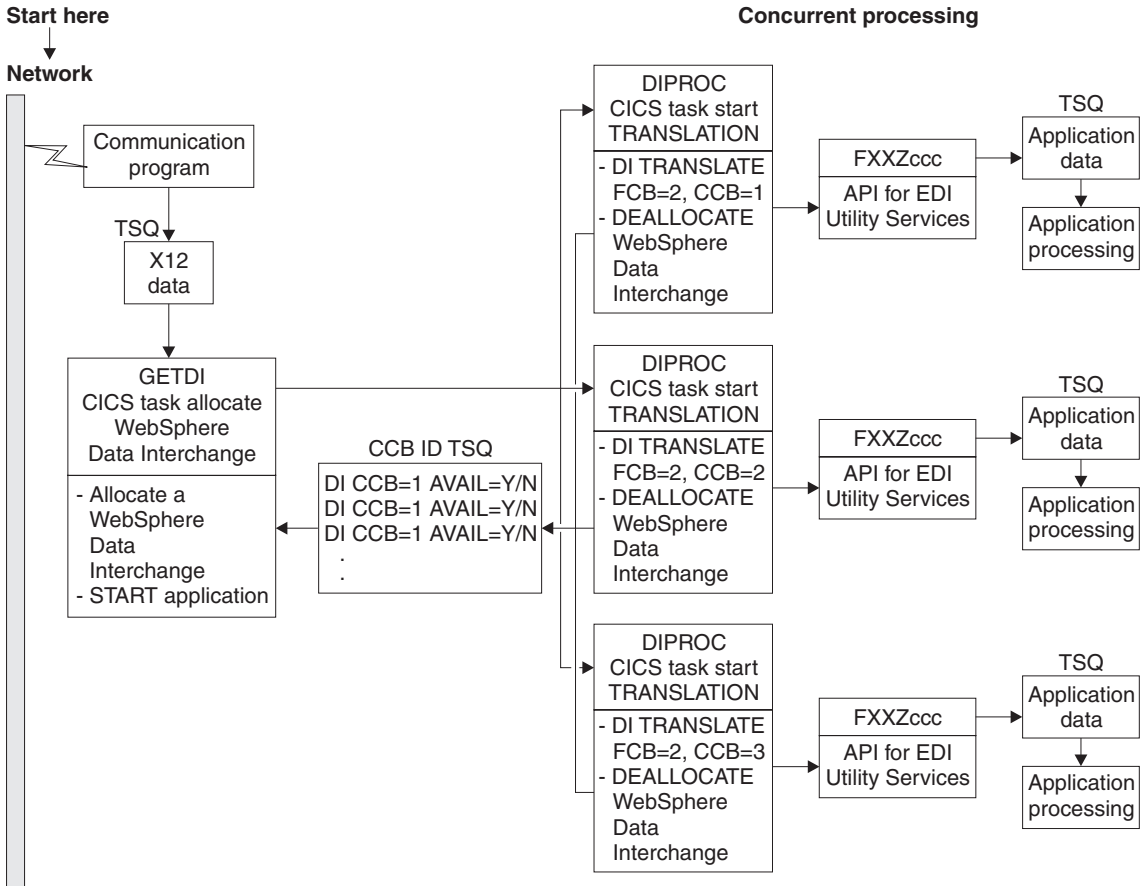 Start here
Concurrent processing
Network
Communication
program
TSQ
X12
data
GETDI
CICS task allocate
WebSphere
Data Interchange
- Allocate a
WebSphere
Data
Interchange
- START application
CCB ID TSQ
DI CCB=1 AVAIL=Y/N
DI CCB=1 AVAIL=Y/N
DI CCB=1 AVAIL=Y/N
.
.
DIPROC
CICS task start
TRANSLATION
- DI TRANSLATE
FCB=2, CCB=1
- DEALLOCATE
WebSphere
Data
Interchange
FXXZccc
API for EDI
Utility Services
TSQ
Application
data
Application
processing
DIPROC
CICS task start
TRANSLATION
- DI TRANSLATE
FCB=2, CCB=2
- DEALLOCATE
WebSphere
Data
Interchange
FXXZccc
API for EDI
Utility Services
TSQ
Application
data
Application
processing
DIPROC
CICS task start
TRANSLATION
- DI TRANSLATE
FCB=2, CCB=3
- DEALLOCATE
WebSphere
Data
Interchange
FXXZccc
API for EDI
Utility Services
TSQ
Application
data
Application
processing